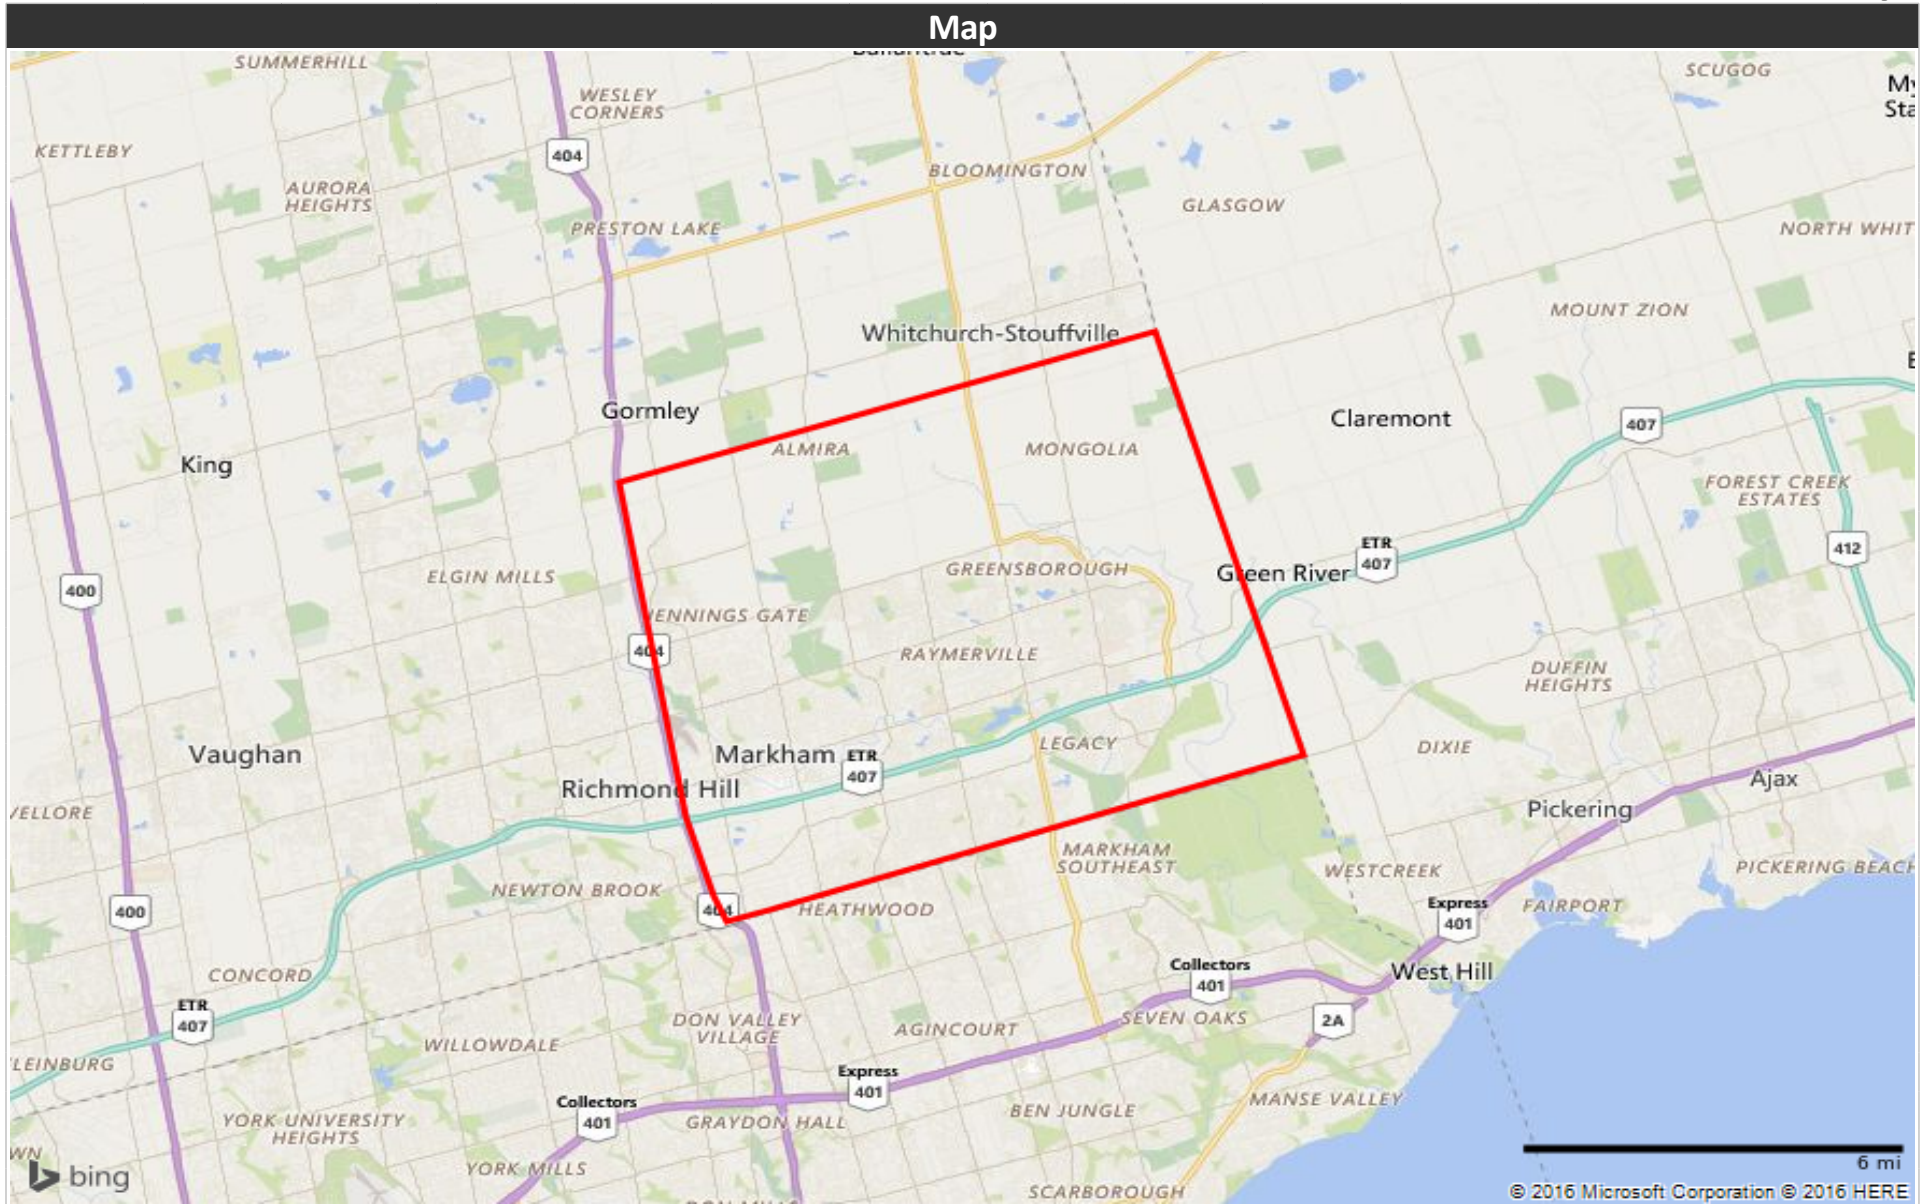 Map
SUMMERHILL
SCUGOG
WESLEY
CORNERS
KETTLEBY
404
BLOOMINGTON
AURORA
HEIGHTS
GLASGOW
PRESTON LAKE
NORTH WHIT
MOUNT ZION
Whitchurch-Stouffville
Gormley
Claremont
407
ALMIRA
MONGOLIA
King
FOREST CREEK
ESTATES
ETR
407
412
GREENSBOROUGH
Green River
ELGIN MILLS
400
JENNINGS GATE
404
RAYMERVILLE
DUFFIN
HEIGHTS
LEGACY
DIXIE
Vaughan
Markham
ETR
407
Ajax
Richmond Hill
Pickering
VELLORE
MARKHAM
SOUTHEAST
WESTCREEK
PICKERING BEACH
NEWTON BROOK
400
404
HEATHWOOD
Express
401
FAIRPORT
CONCORD
Collectors
401
West Hill
ETR
407
DON VALLEY
VILLAGE
AGINCOURT
SEVEN OAKS
2A
WILLOWDALE
LEINBURG
Express
401
Collectors
401
YORK UNIVERSITY
HEIGHTS
GRAYDON HALL
BEN JUNGLE
MANSE VALLEY
WN
bing
YORK MILLS
6 mi
SCARBOROUGH
© 2016 Microsoft Corporation © 2016 HERE